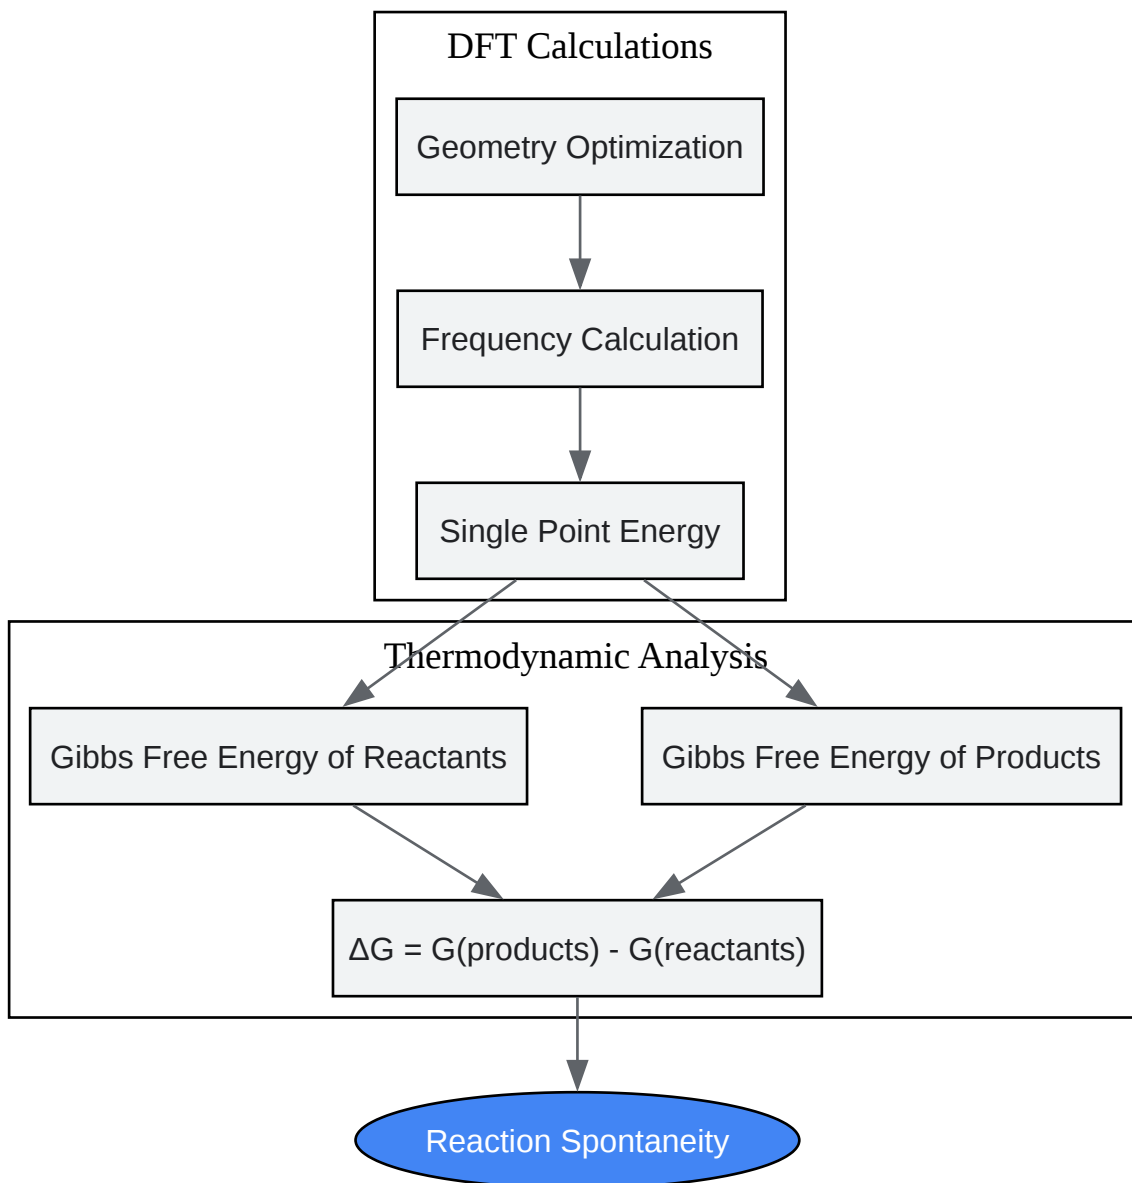 DFT Calculations
Geometry Optimization
Frequency Calculation
Single Point Energy
Thermodynamic Analysis
Gibbs Free Energy of Reactants
Gibbs Free Energy of Products
ΔG = G(products) - G(reactants)
Reaction Spontaneity